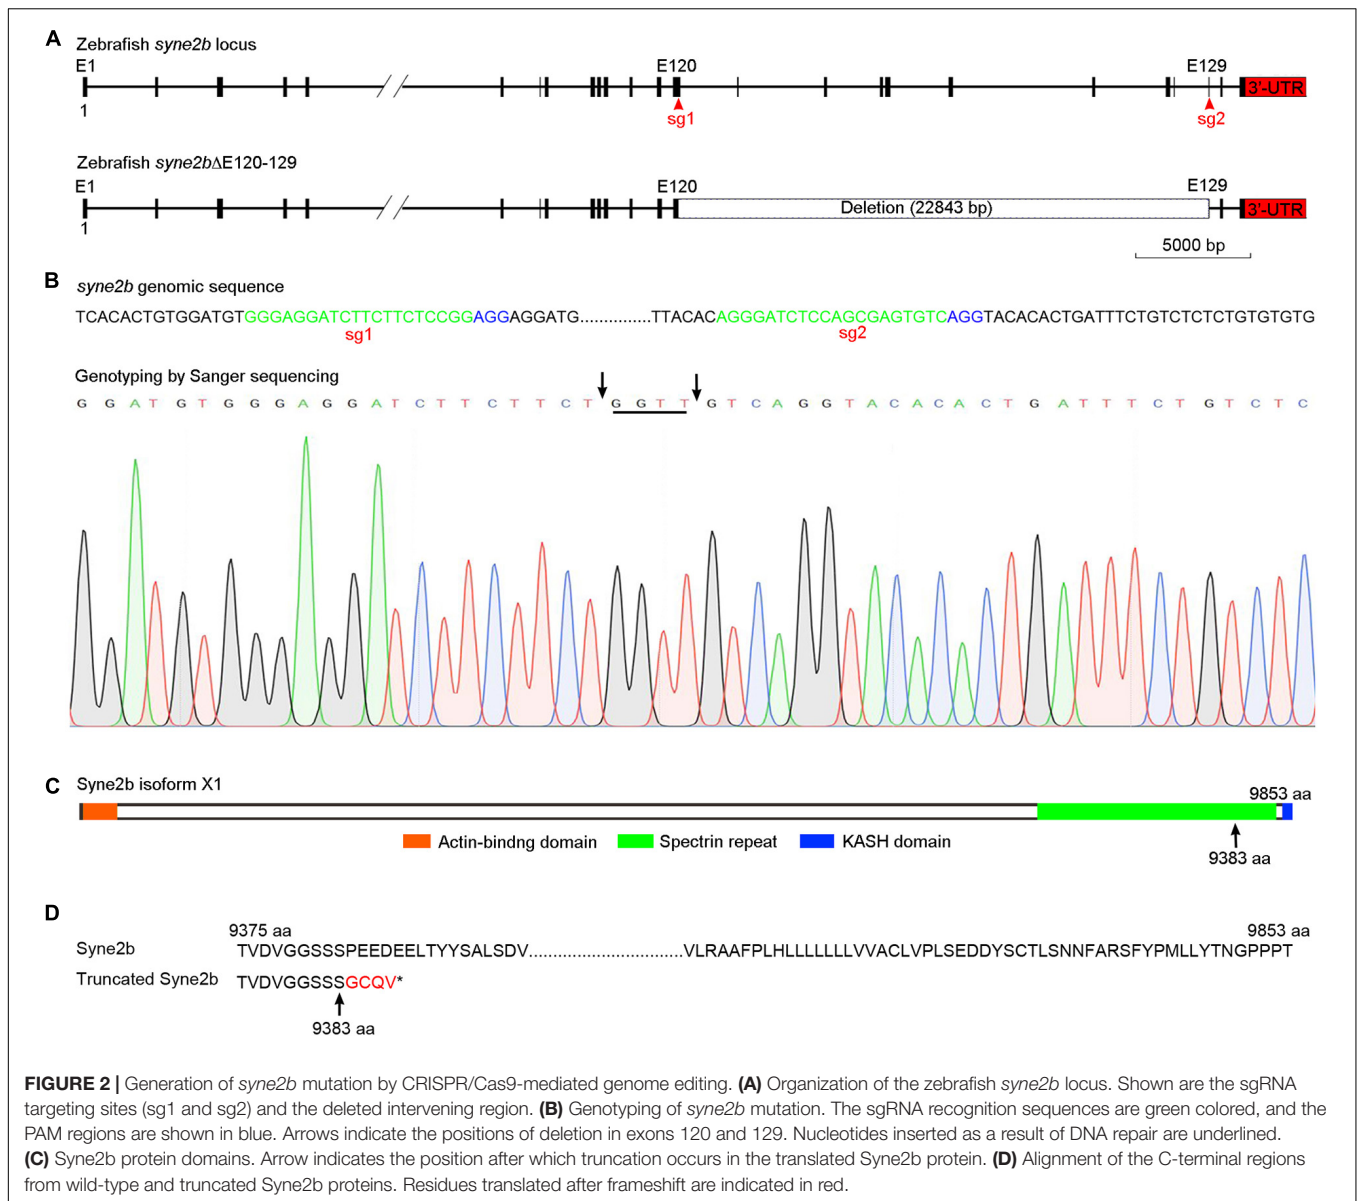 A
Zebrafish syne2b locus
E1 E120 E129
3'-UTR
1 sg1 sg2
Zebrafish syne2bΔE120-129
E1 E120 E129
Deletion (22843 bp) 3'-UTR
1
5000 bp
B
syne2b genomic sequence
TCACACTGTGGATGTGGGAGGATCTTCTTCTCCGGAGGAGGATG..............TTACACAGGGATCTCCAGCGAGTGTCAGGTACACACTGATTTCTGTCTCTCTGTGTGTG
sg1 sg2
Genotyping by Sanger sequencing
G G A T G T G G G A G G A T C T T C T T C T G G T T G T C A G G T A C A C A C T G A T T T C T G T C T C
C
Syne2b isoform X1
9853 aa
Actin-bindng domain Spectrin repeat KASH domain
9383 aa
D
9375 aa 9853 aa
Syne2b TVDVGGSSSPEEDEELTYYSALSDV..............................VLRAAFPLHLLLLLLLVVACLVPLSEDDYSCTLSNNFARSFYPMLLYTNGPPPT
Truncated Syne2b TVDVGGSSSGCQV*
9383 aa
FIGURE 2 | Generation of syne2b mutation by CRISPR/Cas9-mediated genome editing. (A) Organization of the zebrafish syne2b locus. Shown are the sgRNA
targeting sites (sg1 and sg2) and the deleted intervening region. (B) Genotyping of syne2b mutation. The sgRNA recognition sequences are green colored, and the
PAM regions are shown in blue. Arrows indicate the positions of deletion in exons 120 and 129. Nucleotides inserted as a result of DNA repair are underlined.
(C) Syne2b protein domains. Arrow indicates the position after which truncation occurs in the translated Syne2b protein. (D) Alignment of the C-terminal regions
from wild-type and truncated Syne2b proteins. Residues translated after frameshift are indicated in red.